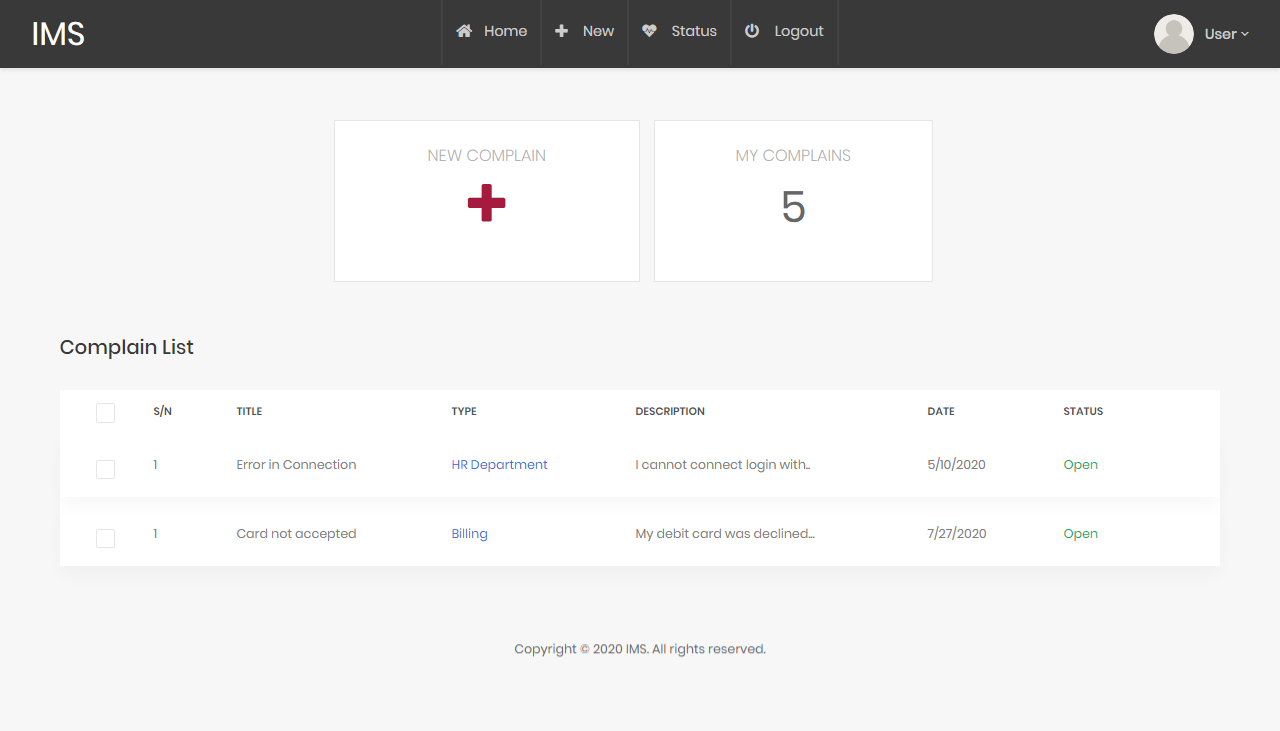 IMS Home New Status Logout User
NEW COMPLAIN MY COMPLAINS
5
Complain List
S/N TITLE TYPE DESCRIPTION DATE STATUS
1 Error in Connection HR Department I cannot connect login with.. 5/10/2020 Open
1 Card not accepted Billing My debit card was declined... 7/27/2020 Open
Copyright © 2020 IMS. All rights reserved.